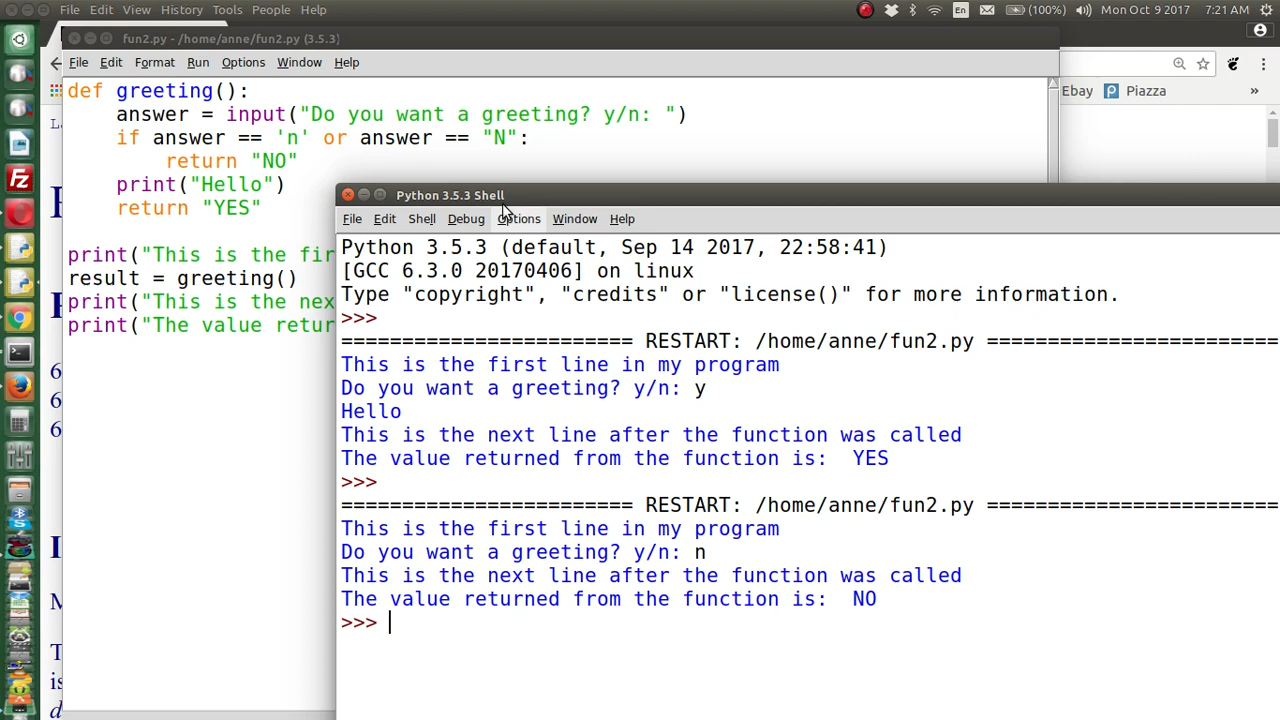 File Edit View History Tools People Help
En (100%) Mon Oct 9 2017 7:21 AM
fun2.py - /home/anne/fun2.py (3.5.3)
File Edit Format Run Options Window Help
Ebay Piazza »
def greeting():
answer = input("Do you want a greeting? y/n: ")
if answer == 'n' or answer == "N":
return "NO"
print("Hello")
return "YES"
print("This is the fir
result = greeting()
print("This is the nex
print("The value retur
Python 3.5.3 Shell
File Edit Shell Debug Options Window Help
Python 3.5.3 (default, Sep 14 2017, 22:58:41)
[GCC 6.3.0 20170406] on linux
Type "copyright", "credits" or "license()" for more information.
>>>
======================== RESTART: /home/anne/fun2.py ========================
This is the first line in my program
Do you want a greeting? y/n: y
Hello
This is the next line after the function was called
The value returned from the function is:  YES
>>>
======================== RESTART: /home/anne/fun2.py ========================
This is the first line in my program
Do you want a greeting? y/n: n
This is the next line after the function was called
The value returned from the function is:  NO
>>>